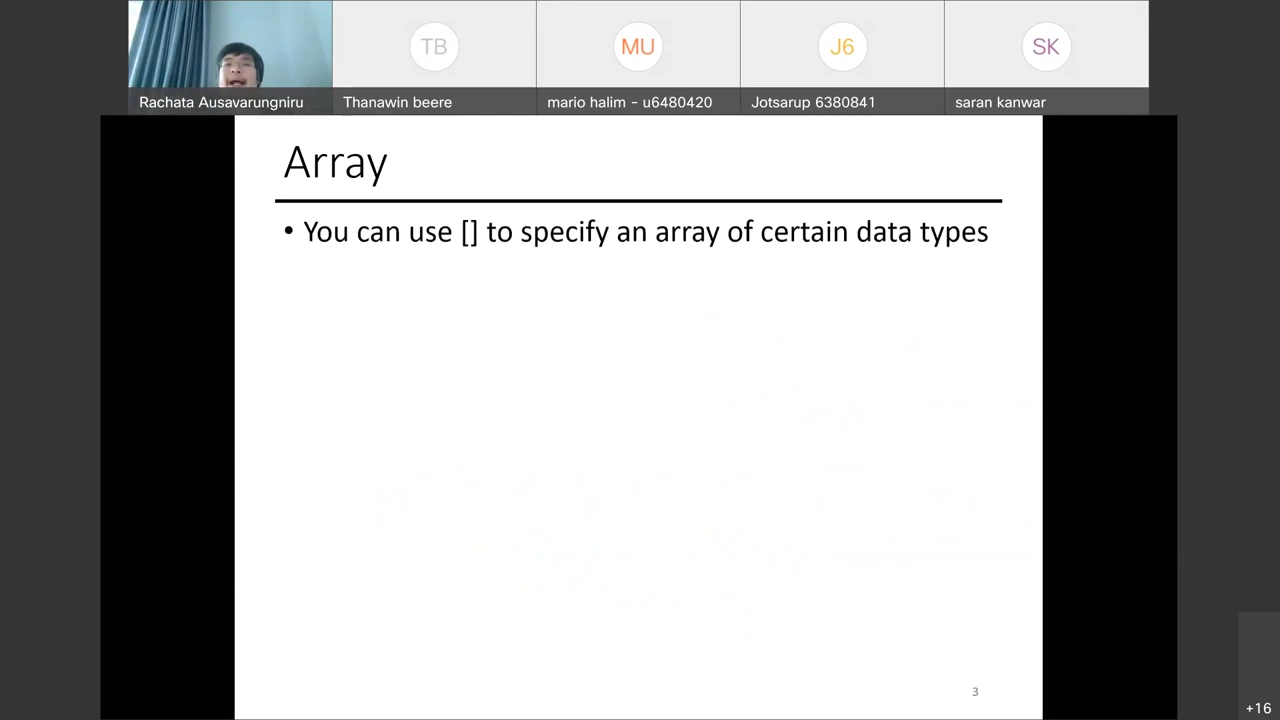 TB
MU
J6
SK
Rachata Ausavarungniru
Thanawin beere
mario halim - u6480420
Jotsarup 6380841
saran kanwar
Array
• You can use [] to specify an array of certain data types
3
+16